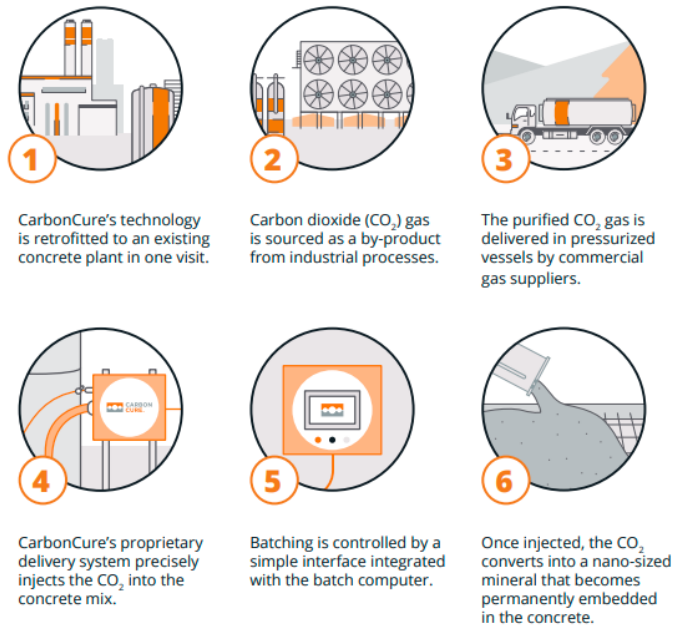 1
CarbonCure’s technology
is retrofitted to an existing
concrete plant in one visit.
2
Carbon dioxide (CO₂) gas
is sourced as a by-product
from industrial processes.
3
The purified CO₂ gas is
delivered in pressurized
vessels by commercial
gas suppliers.
CARBON
CURE
4
CarbonCure’s proprietary
delivery system precisely
injects the CO₂ into the
concrete mix.
5
Batching is controlled by a
simple interface integrated
with the batch computer.
6
Once injected, the CO₂
converts into a nano-sized
mineral that becomes
permanently embedded
in the concrete.